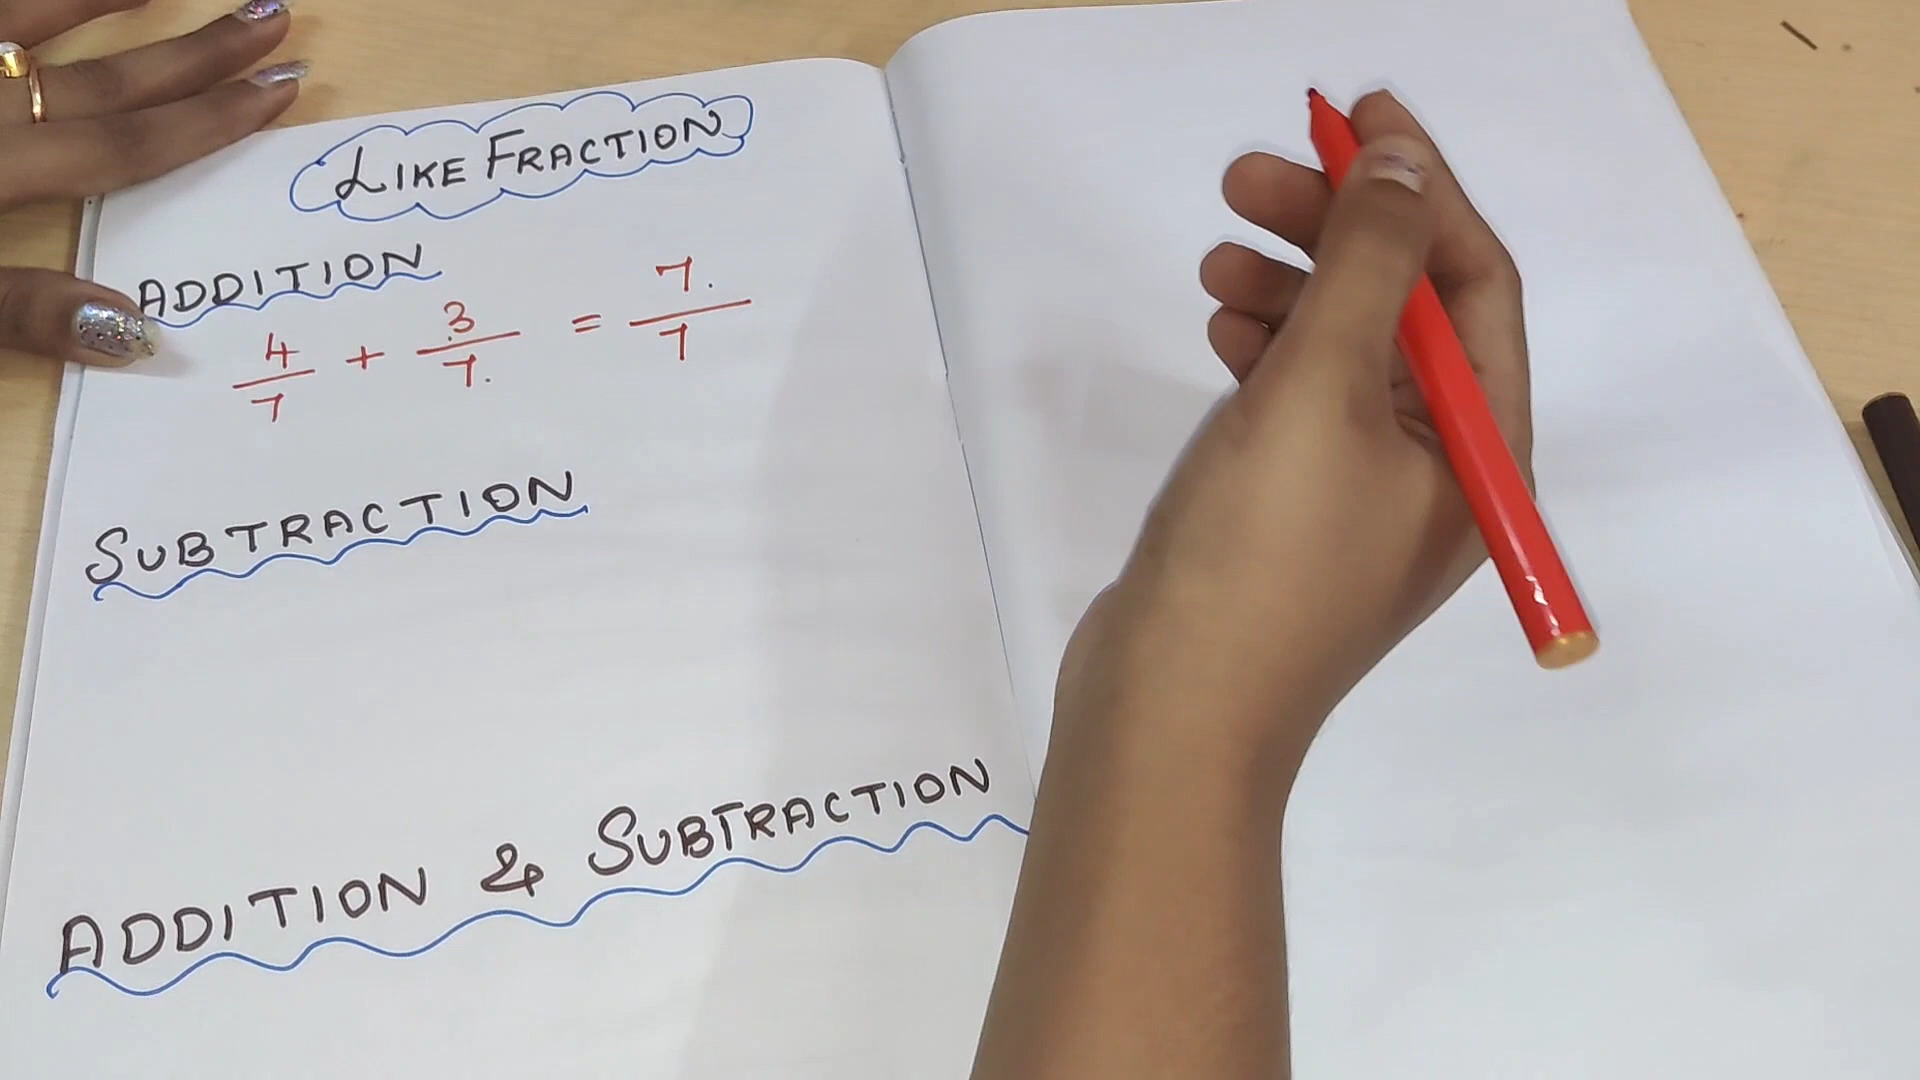 LIKE FRACTION
ADDITION
4/7 + 3/7 = 7/7
SUBTRACTION
ADDITION & SUBTRACTION